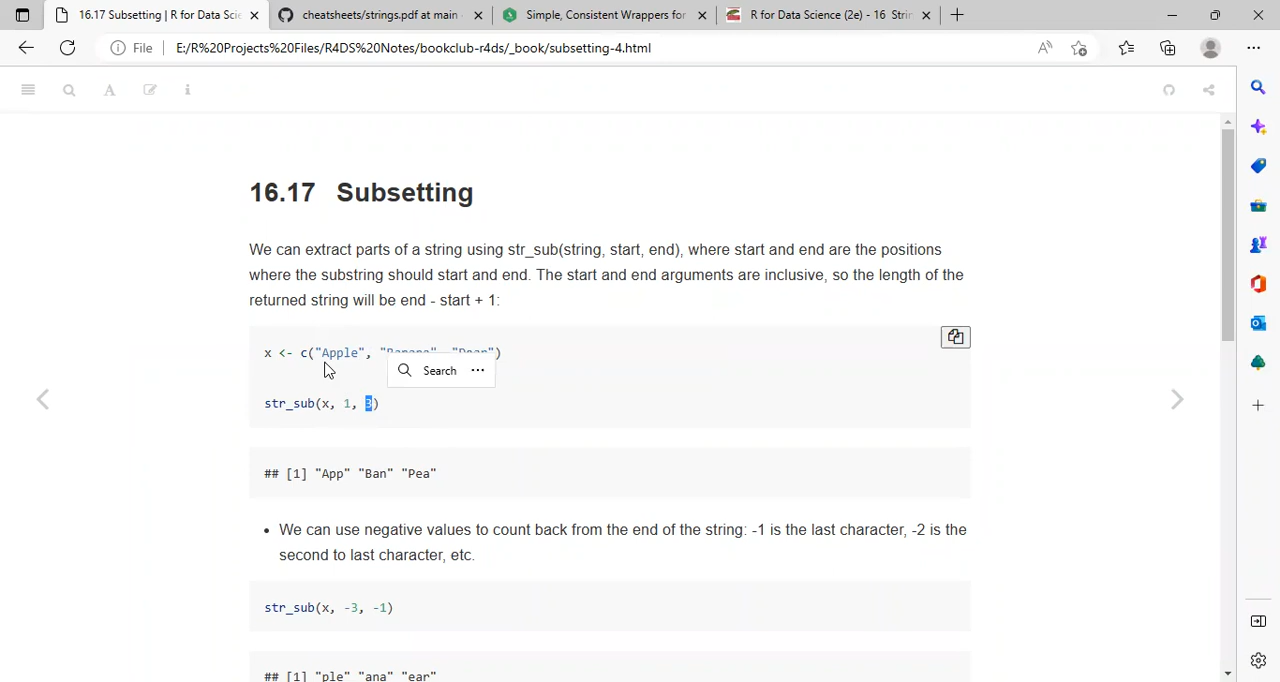 16.17 Subsetting | R for Data Scie
cheatsheets/strings.pdf at main ·
Simple, Consistent Wrappers for
R for Data Science (2e) - 16 Strin
File
E:/R%20Projects%20Files/R4DS%20Notes/bookclub-r4ds/_book/subsetting-4.html
16.17 Subsetting
We can extract parts of a string using str_sub(string, start, end), where start and end are the positions
where the substring should start and end. The start and end arguments are inclusive, so the length of the
returned string will be end - start + 1:
x <- c("Apple", "Banana", "Pear")
Search
str_sub(x, 1, 3)
## [1] "App" "Ban" "Pea"
• We can use negative values to count back from the end of the string: -1 is the last character, -2 is the
second to last character, etc.
str_sub(x, -3, -1)
## [1] "ple" "ana" "ear"